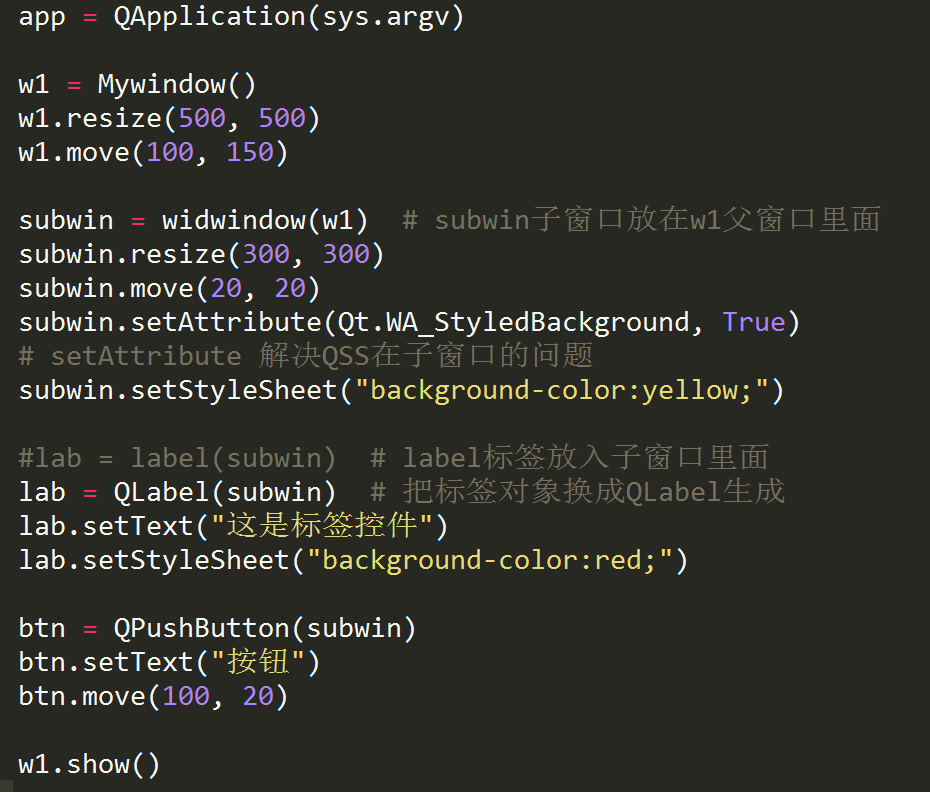 app = QApplication(sys.argv)
w1 = Mywindow()
w1.resize(500, 500)
w1.move(100, 150)
subwin = widwindow(w1)  # subwin子窗口放在w1父窗口里面
subwin.resize(300, 300)
subwin.move(20, 20)
subwin.setAttribute(Qt.WA_StyledBackground, True)
# setAttribute 解决QSS在子窗口的问题
subwin.setStyleSheet("background-color:yellow;")
#lab = label(subwin)  # label标签放入子窗口里面
lab = QLabel(subwin)  # 把标签对象换成QLabel生成
lab.setText("这是标签控件")
lab.setStyleSheet("background-color:red;")
btn = QPushButton(subwin)
btn.setText("按钮")
btn.move(100, 20)
w1.show()